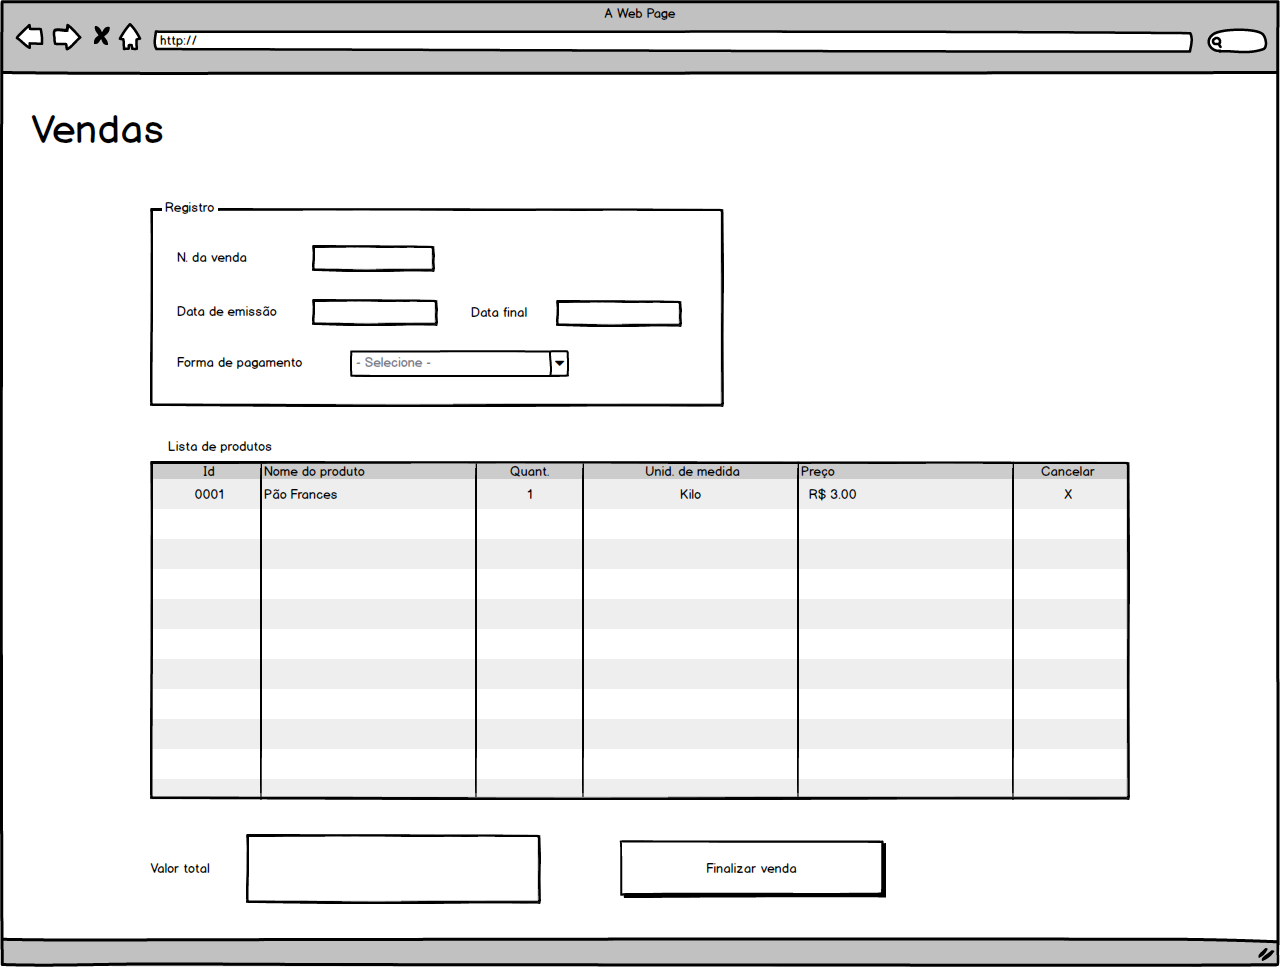 A Web Page
http://
Vendas
Registro
N. da venda
Data de emissão Data final
Forma de pagamento - Selecione -
Lista de produtos
Id Nome do produto Quant. Unid. de medida Preço Cancelar
0001 Pão Frances 1 Kilo R$ 3.00 X
Valor total Finalizar venda